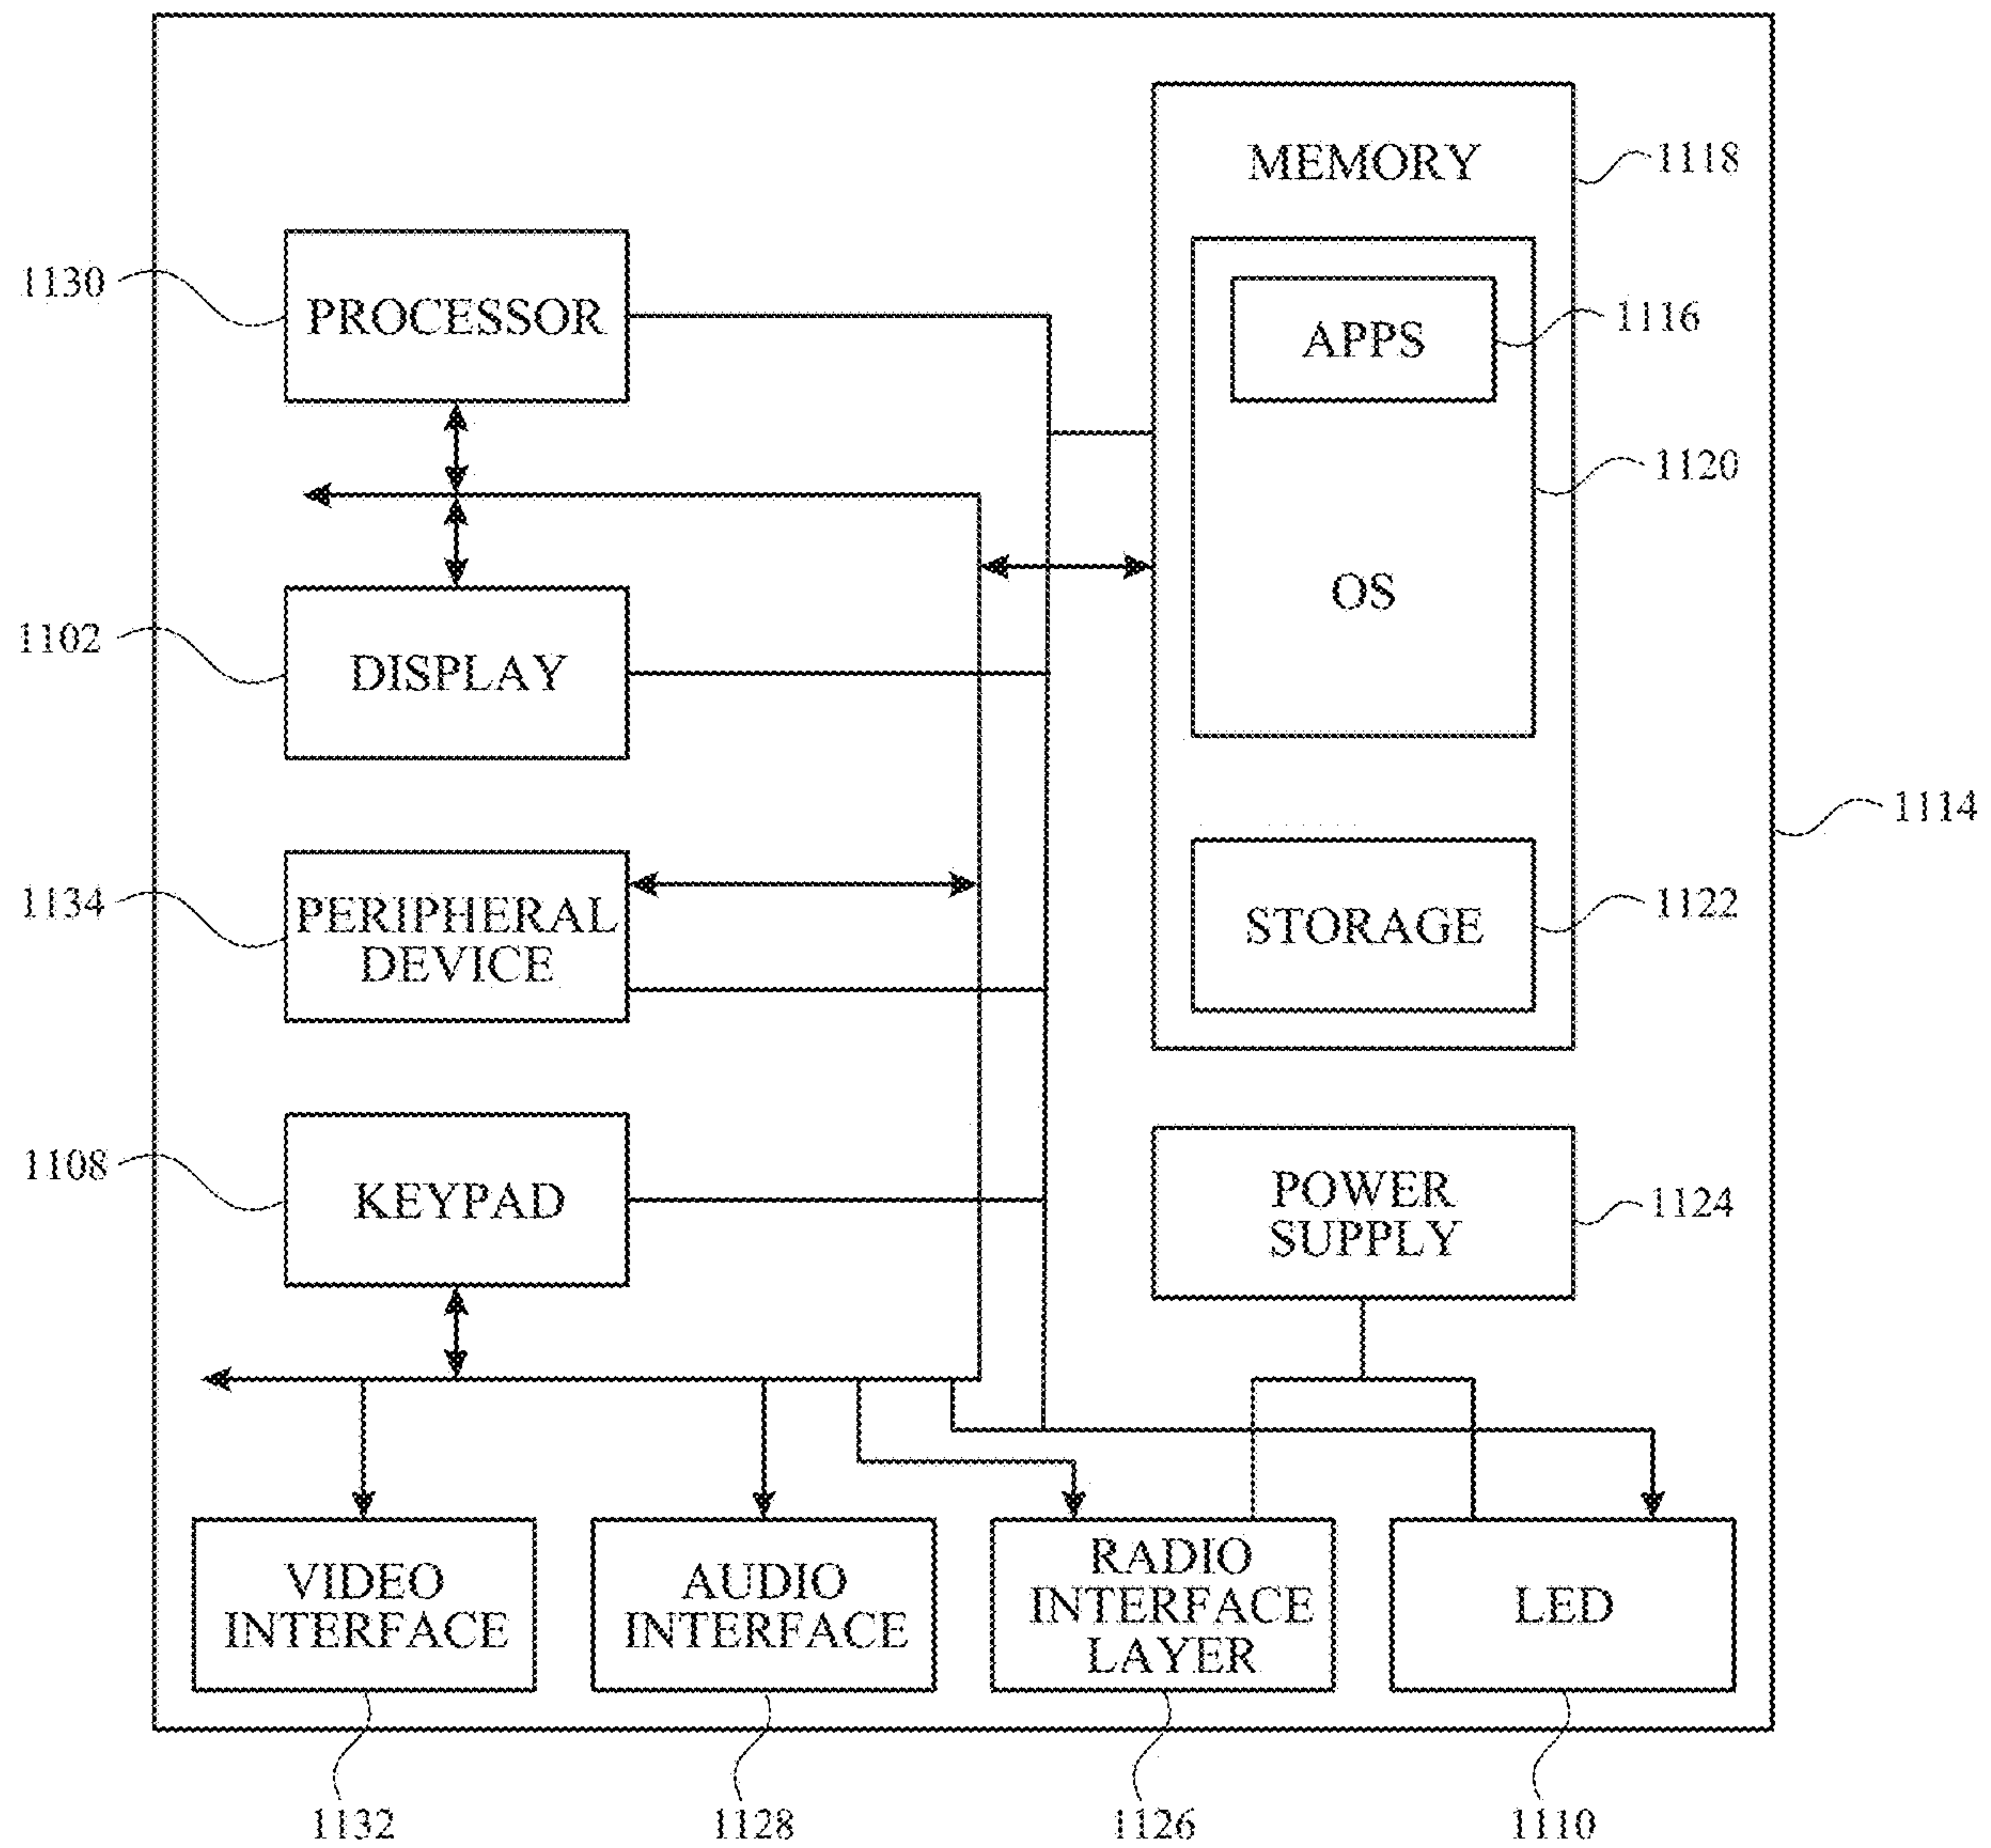 MEMORY
1118
1130
PROCESSOR
APPS
1116
1120
OS
1102
DISPLAY
1114
1134
PERIPHERAL
DEVICE
STORAGE
1122
1108
KEYPAD
POWER
SUPPLY
1124
VIDEO
INTERFACE
AUDIO
INTERFACE
RADIO
INTERFACE
LAYER
LED
1132
1128
1126
1110